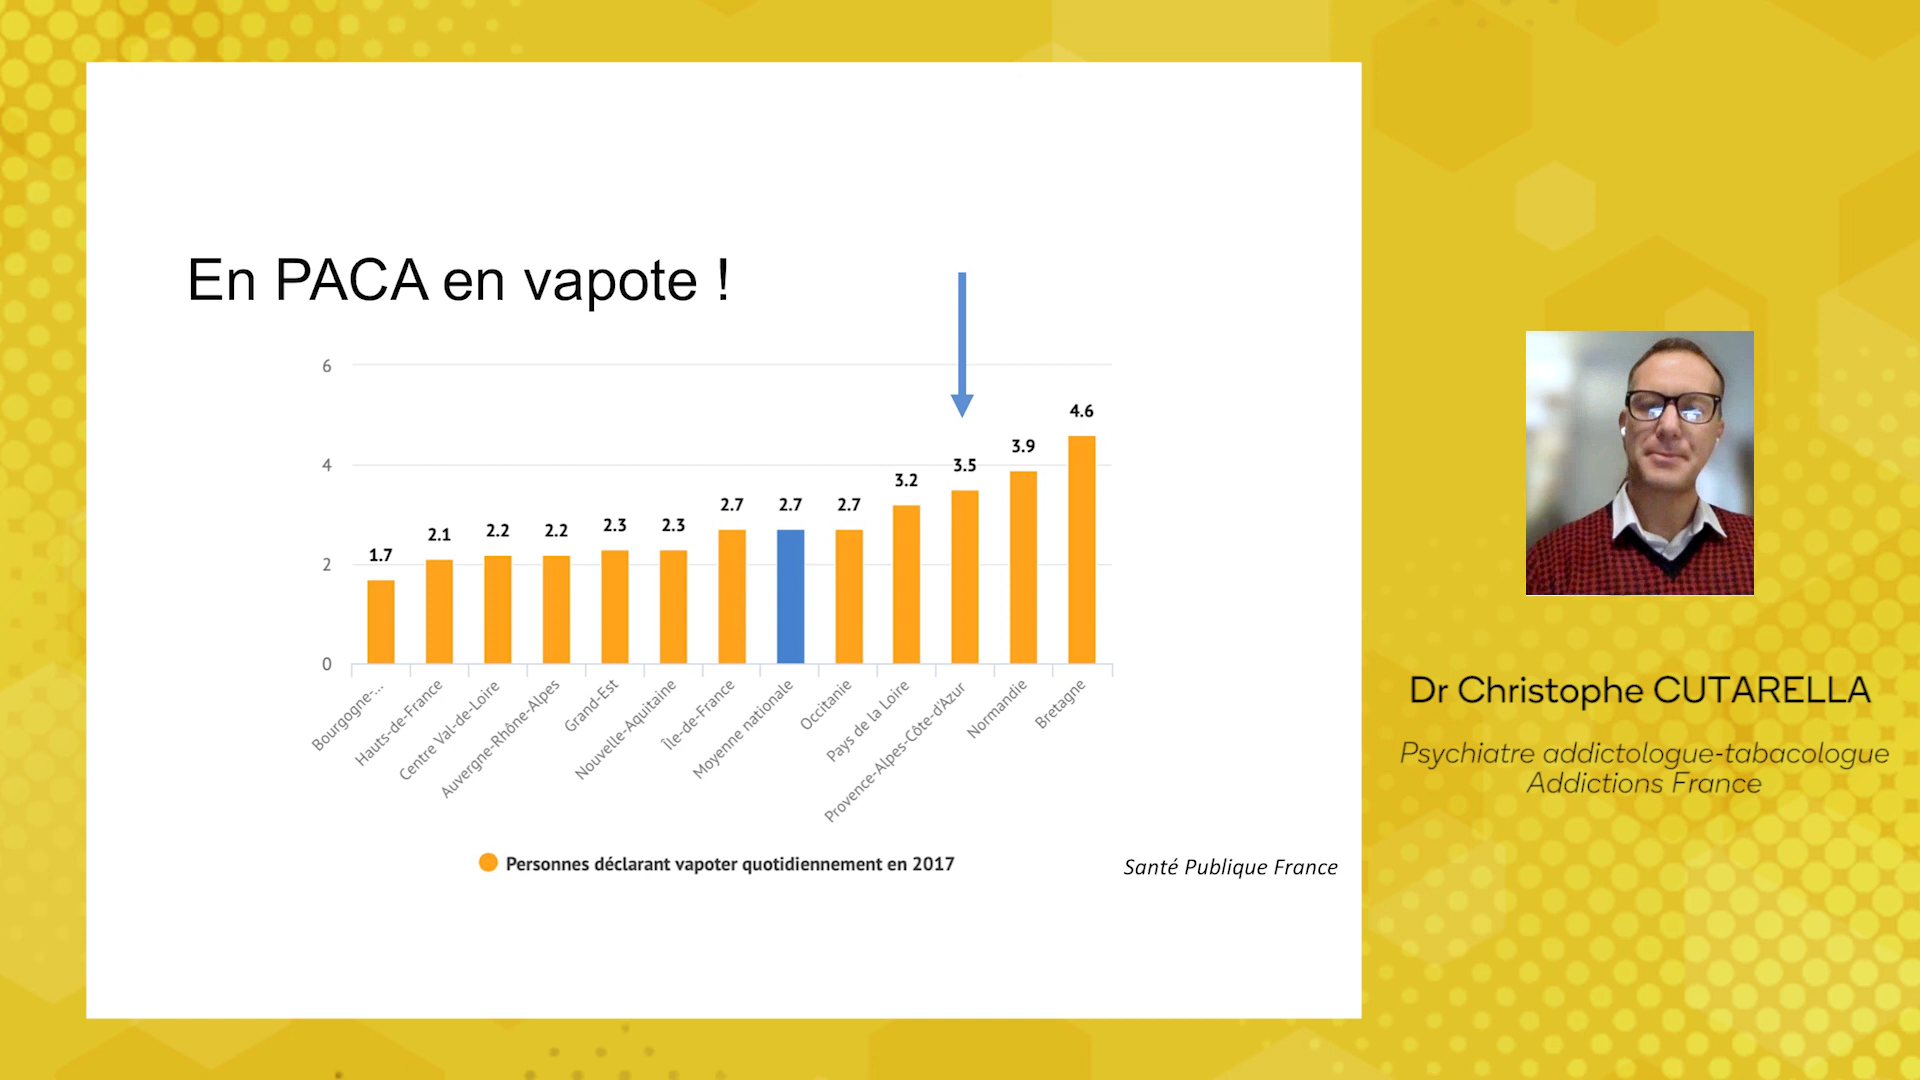 En PACA en vapote !
6
4
2
0
1.7
2.1
2.2
2.2
2.3
2.3
2.7
2.7
2.7
3.2
3.5
3.9
4.6
Bourgogne-...
Hauts-de-France
Centre Val-de-Loire
Auvergne-Rhône-Alpes
Grand-Est
Nouvelle-Aquitaine
Île-de-France
Moyenne nationale
Occitanie
Pays de la Loire
Provence-Alpes-Côte-d'Azur
Normandie
Bretagne
Personnes déclarant vapoter quotidiennement en 2017
Santé Publique France
Dr Christophe CUTARELLA
Psychiatre addictologue-tabacologue
Addictions France